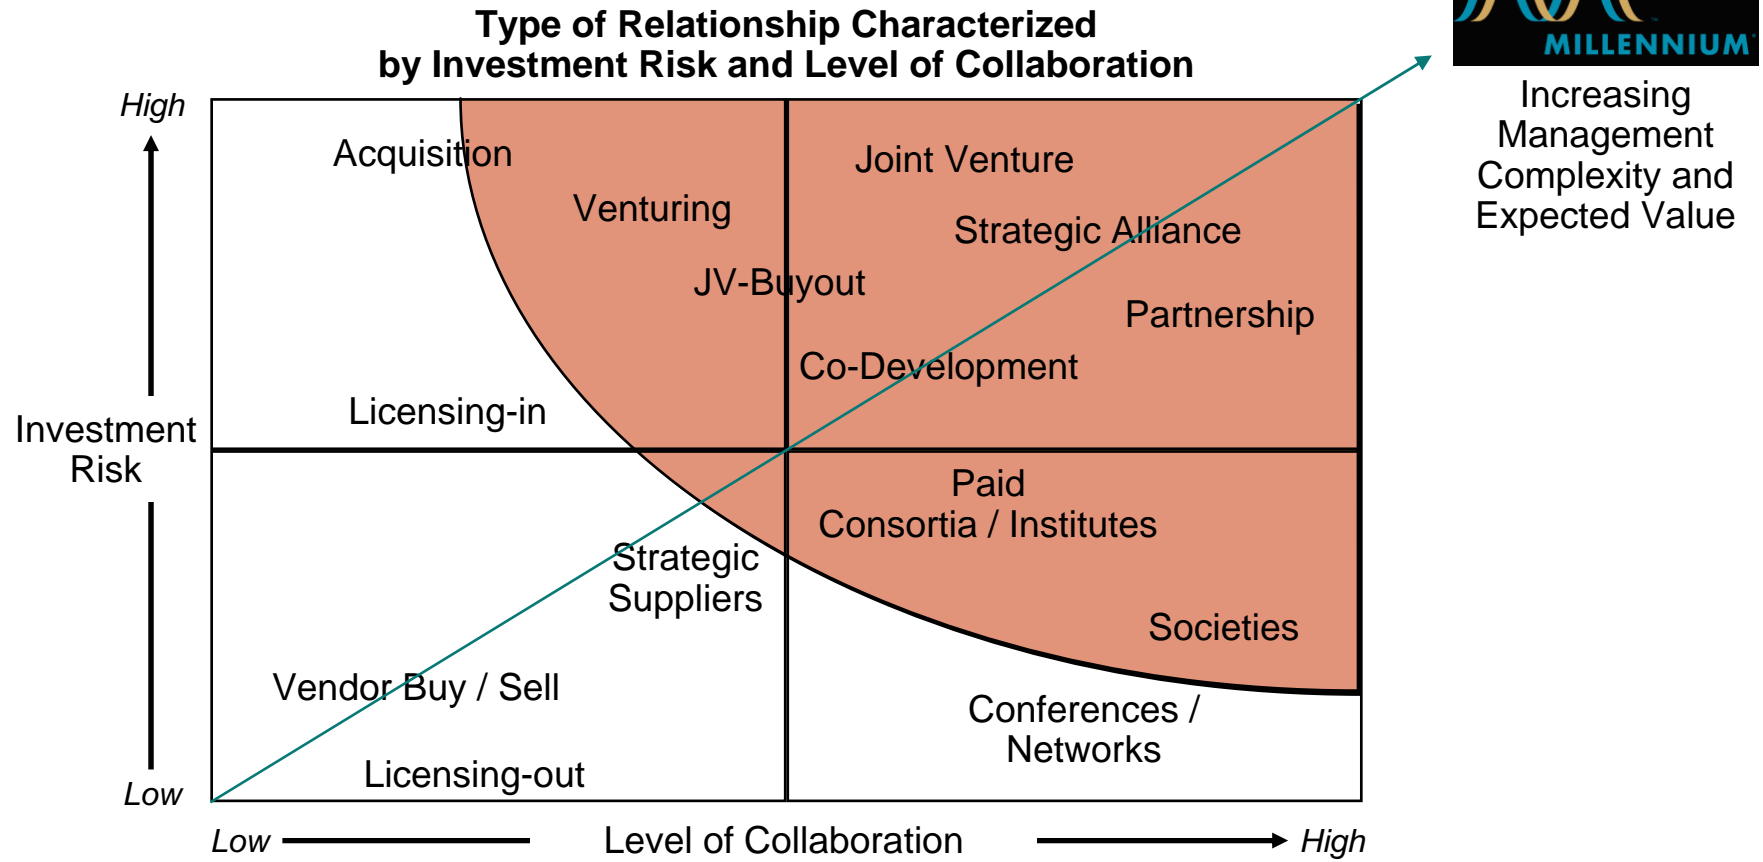 Type of Relationship Characterized
by Investment Risk and Level of Collaboration
MILLENNIUM
Increasing
Management
Complexity and
Expected Value
High
Acquisition
Joint Venture
Venturing
Strategic Alliance
JV-Buyout
Partnership
Co-Development
Licensing-in
Investment
Risk
Paid
Consortia / Institutes
Strategic
Suppliers
Societies
Vendor Buy / Sell
Conferences /
Networks
Licensing-out
Low
Low
Level of Collaboration
High